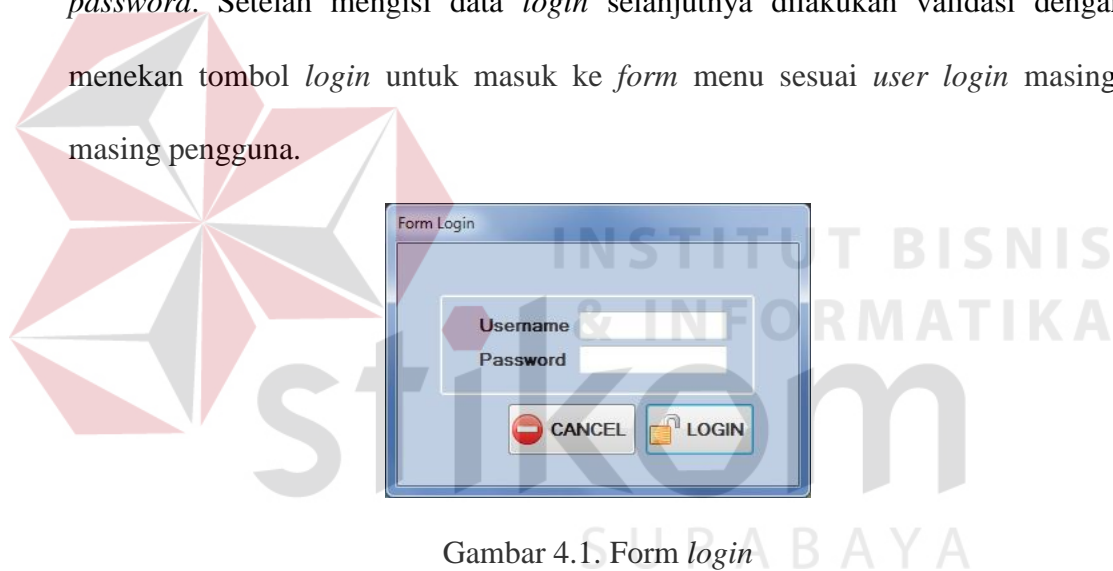 password. Setelah mengisi data login selanjutnya dilakukan validasi dengan
menekan tombol login untuk masuk ke form menu sesuai user login masing
masing pengguna.
Form Login
INSTITUT BISNIS
& INFORMATIKA
Username
Password
stikom
CANCEL
LOGIN
SURABAYA
Gambar 4.1. Form login